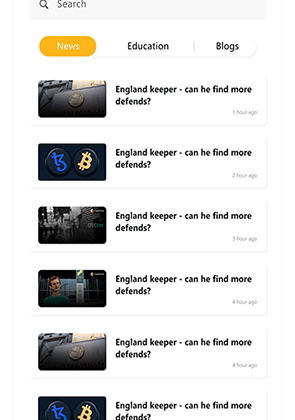 Search
News Education Blogs
England keeper - can he find more
defends?
1 hour ago
England keeper - can he find more
defends?
2 hour ago
England keeper - can he find more
defends?
3 hour ago
England keeper - can he find more
defends?
4 hour ago
England keeper - can he find more
defends?
4 hour ago
England keeper - can he find more
defends?